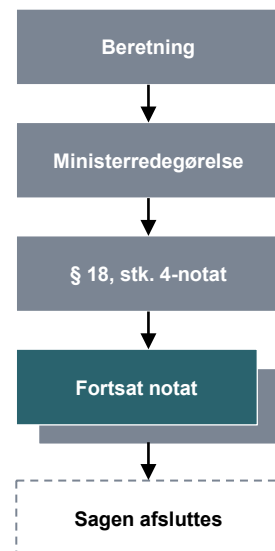 Beretning
Ministerredegørelse
§ 18, stk. 4-notat
Fortsat notat
Sagen afsluttes